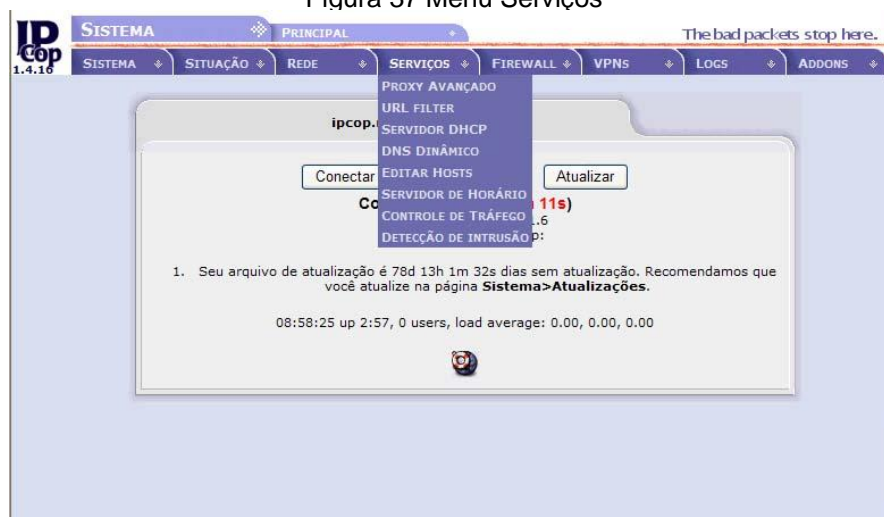 Figura 37 Menu Serviços
IPCop 1.4.16
SISTEMA PRINCIPAL The bad packets stop here.
SISTEMA SITUAÇÃO REDE SERVIÇOS FIREWALL VPNS LOGS ADDONS
PROXY AVANÇADO
URL FILTER
ipcop.
SERVIDOR DHCP
DNS DINÂMICO
Conectar EDITAR HOSTS Atualizar
SERVIDOR DE HORÁRIO
Co 11s)
CONTROLE DE TRÁFEGO .6
DETECÇÃO DE INTRUSÃO p:
1. Seu arquivo de atualização é 78d 13h 1m 32s dias sem atualização. Recomendamos que
você atualize na página Sistema>Atualizações.
08:58:25 up 2:57, 0 users, load average: 0.00, 0.00, 0.00